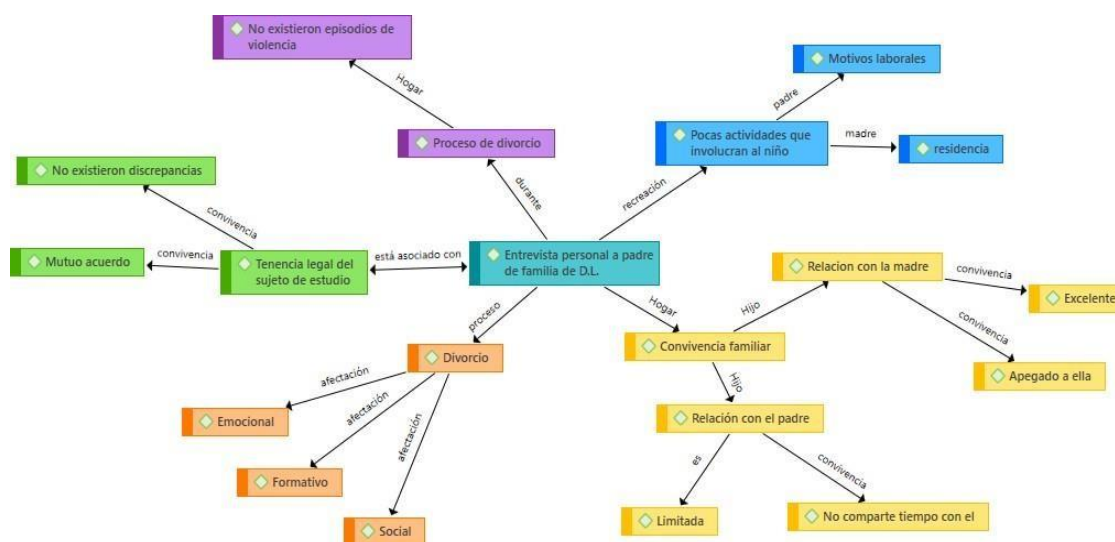 No existieron episodios de
violencia
Hogar
Proceso de divorcio
durante
Motivos laborales
padre
Pocas actividades que
involucran al niño
madre
residencia
recreación
No existieron discrepancias
convivencia
Mutuo acuerdo
convivencia
Tenencia legal del
sujeto de estudio
está asociado con
Entrevista personal a padre
de familia de D.L.
proceso
Divorcio
afectación
Emocional
afectación
Formativo
afectación
Social
Hogar
Convivencia familiar
Hijo
Relacion con la madre
convivencia
Excelente
convivencia
Apegado a ella
Hijo
Relación con el padre
es
Limitada
convivencia
No comparte tiempo con el